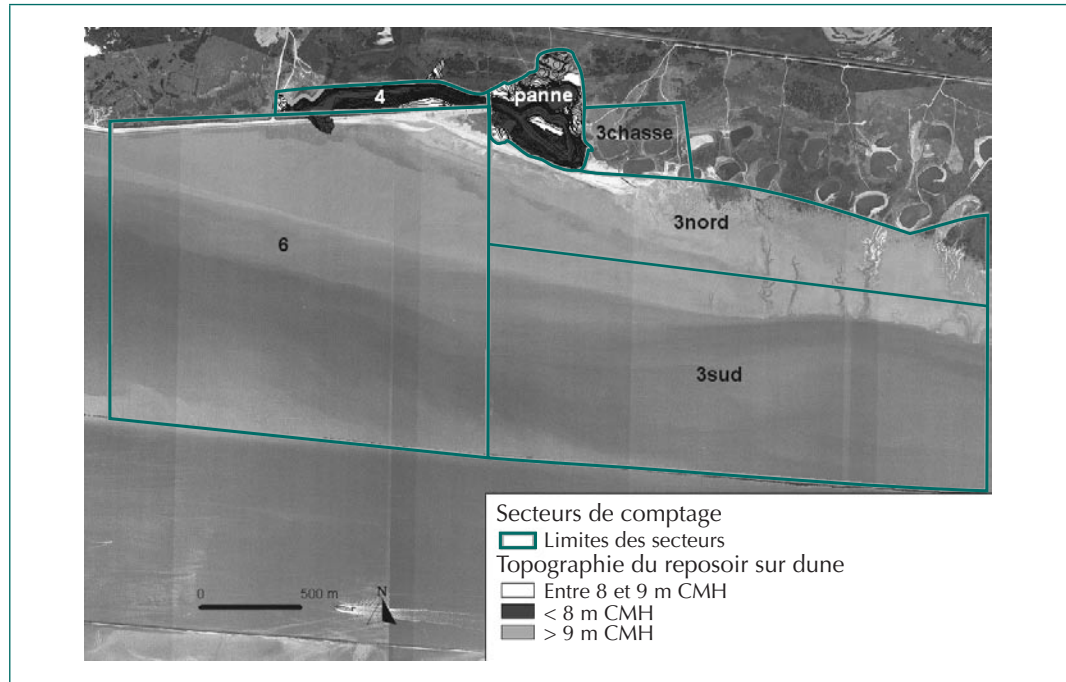 4
panne
3chasse
3nord
6
3sud
Secteurs de comptage
Limites des secteurs
Topographie du reposoir sur dune
Entre 8 et 9 m CMH
< 8 m CMH
> 9 m CMH
0 500 m
N